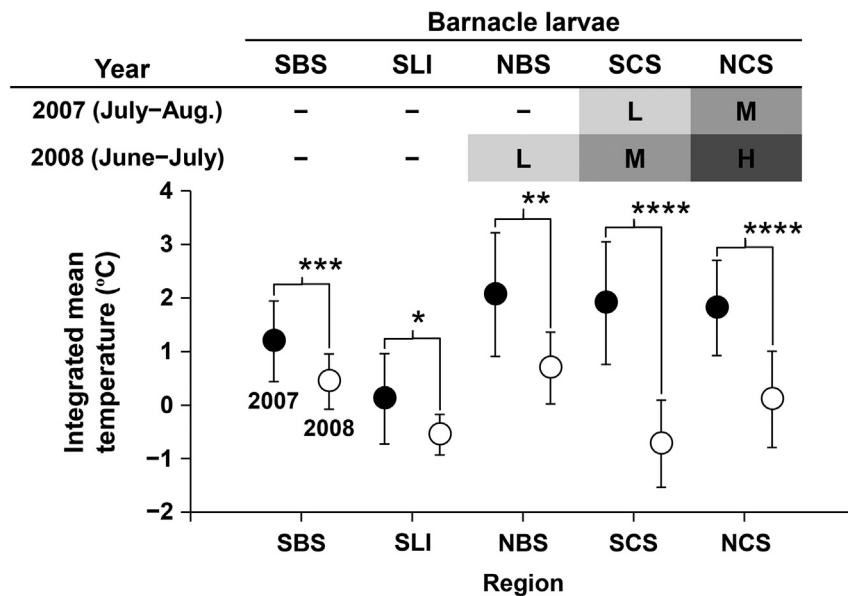 Barnacle larvae
Year SBS SLI NBS SCS NCS
2007 (July−Aug.) − − − L M
2008 (June−July) − − L M H
4
3
2
1
0
−1
−2
Integrated mean
temperature (ºC)
*** * ** **** ****
2007
2008
SBS SLI NBS SCS NCS
Region